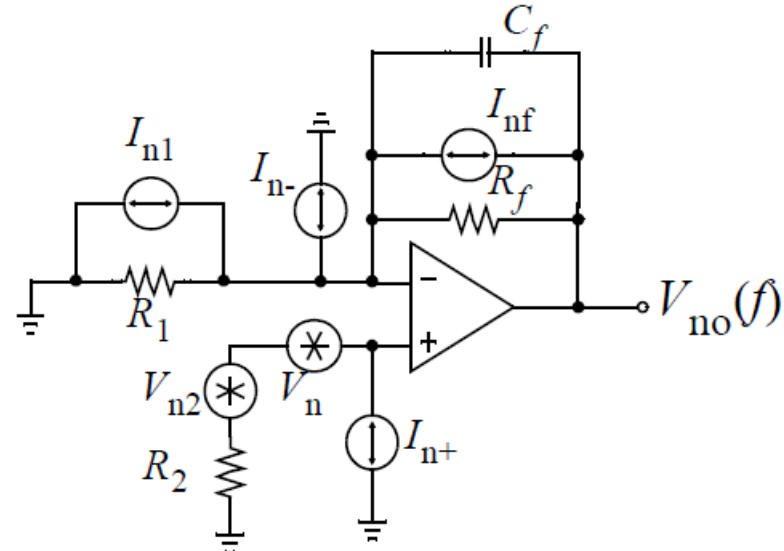 C_f
I_nf
I_n1
I_n-
R_f
R_1
−
+
V_no(f)
V_n2
V_n
I_n+
R_2